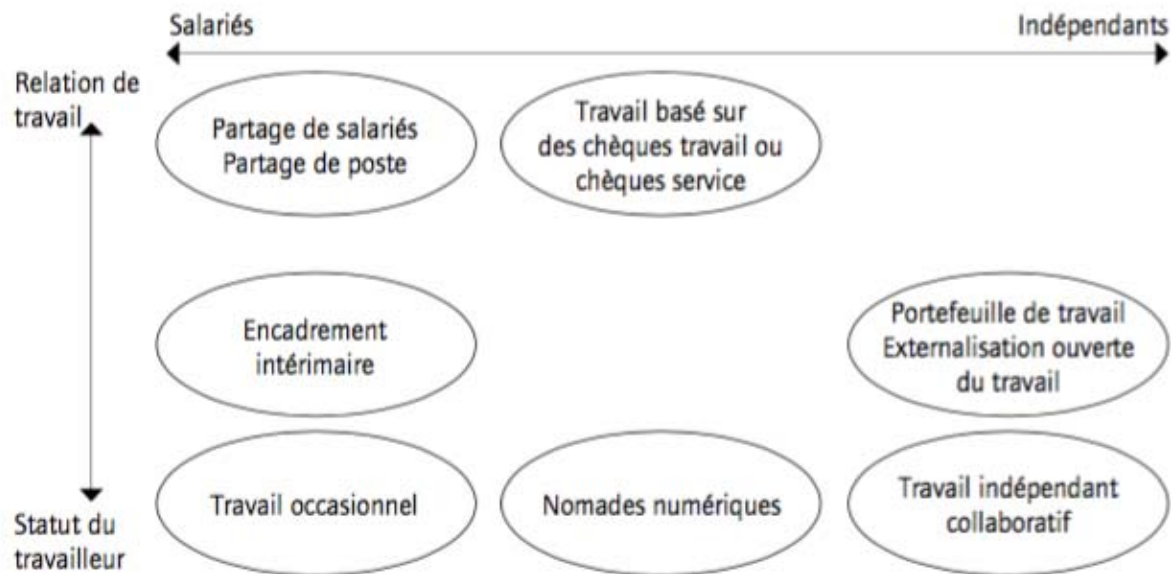 Salariés
Indépendants
Relation de
travail
Partage de salariés
Partage de poste
Travail basé sur
des chèques travail ou
chèques service
Encadrement
intérimaire
Portefeuille de travail
Externalisation ouverte
du travail
Travail occasionnel
Nomades numériques
Travail indépendant
collaboratif
Statut du
travailleur